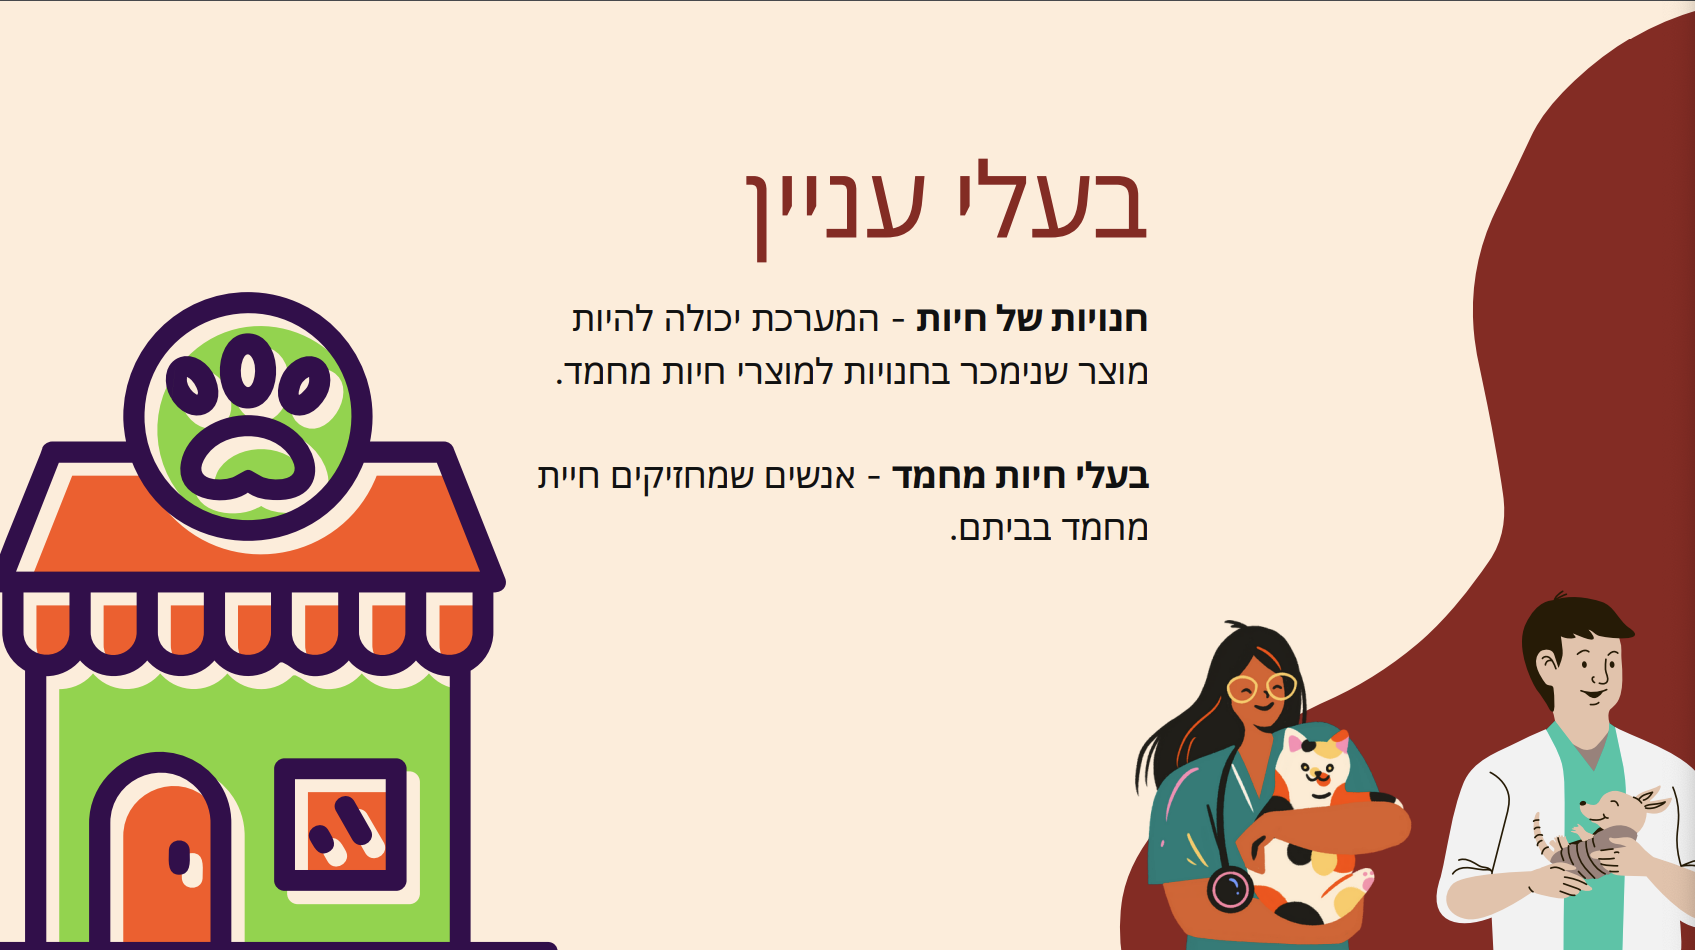 בעלי עניין
חנויות של חיות - המערכת יכולה להיות
מוצר שנימכר בחנויות למוצרי חיות מחמד.
בעלי חיות מחמד - אנשים שמחזיקים חיית
מחמד בביתם.